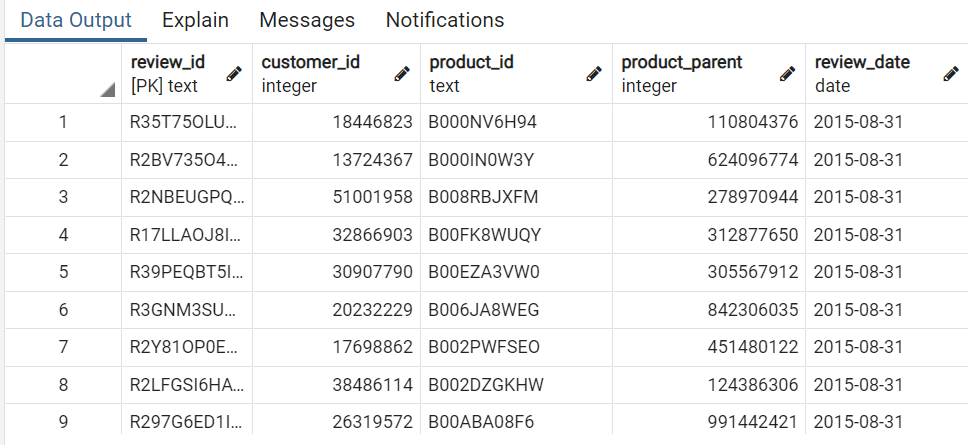 Data Output Explain Messages Notifications
review_id customer_id product_id product_parent review_date
[PK] text integer text integer date
1 R35T75OLU... 18446823 B000NV6H94 110804376 2015-08-31
2 R2BV735O4... 13724367 B000IN0W3Y 624096774 2015-08-31
3 R2NBEUGPQ... 51001958 B008RBJXFM 278970944 2015-08-31
4 R17LLAOJ8I... 32866903 B00FK8WUQY 312877650 2015-08-31
5 R39PEQBT5I... 30907790 B00EZA3VW0 305567912 2015-08-31
6 R3GNM3SU... 20232229 B006JA8WEG 842306035 2015-08-31
7 R2Y81OP0E... 17698862 B002PWFSEO 451480122 2015-08-31
8 R2LFGSI6HA... 38486114 B002DZGKHW 124386306 2015-08-31
9 R297G6ED1I... 26319572 B00ABA08F6 991442421 2015-08-31